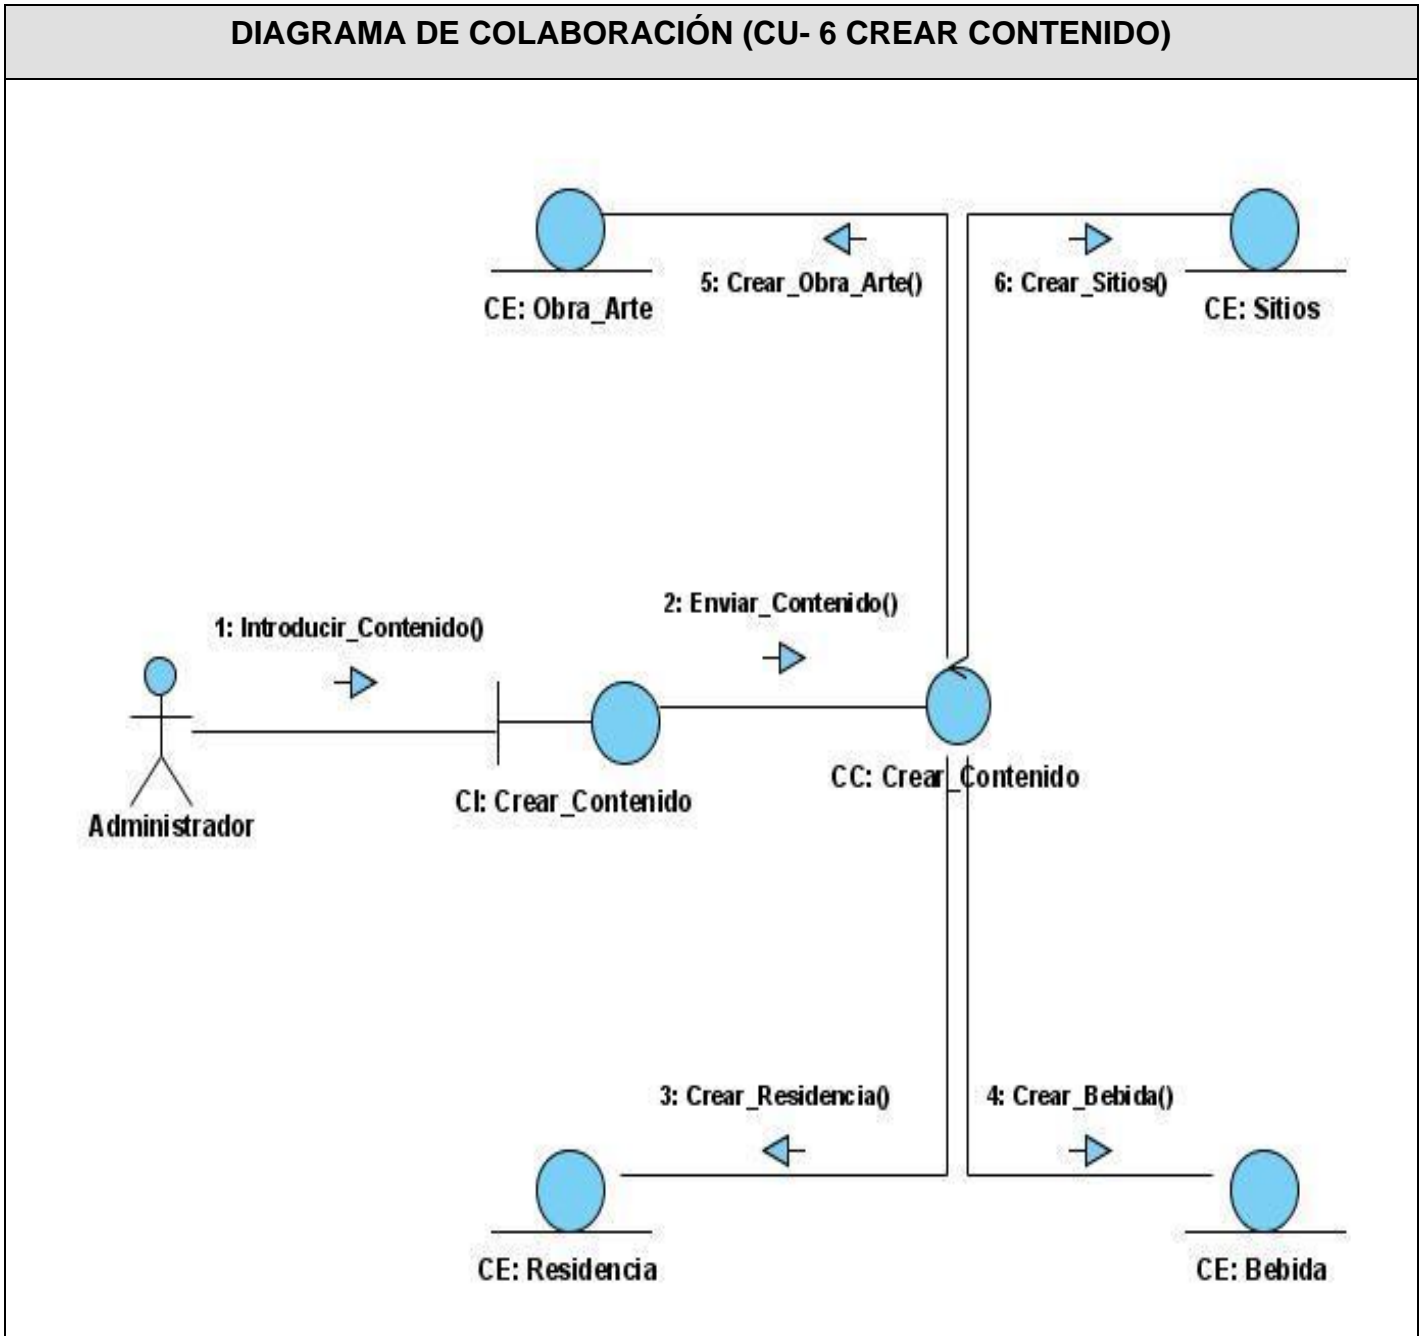 DIAGRAMA DE COLABORACIÓN (CU- 6 CREAR CONTENIDO)
5: Crear_Obra_Arte()
6: Crear_Sitios()
CE: Obra_Arte
CE: Sitios
2: Enviar_Contenido()
1: Introducir_Contenido()
CC: Crear_Contenido
CI: Crear_Contenido
Administrador
3: Crear_Residencia()
4: Crear_Bebida()
CE: Residencia
CE: Bebida